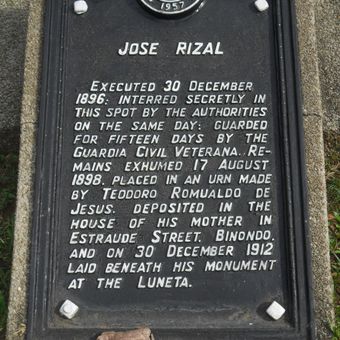 1957
JOSE RIZAL
EXECUTED 30 DECEMBER
1896; INTERRED SECRETLY IN
THIS SPOT BY THE AUTHORITIES
ON THE SAME DAY; GUARDED
FOR FIFTEEN DAYS BY THE
GUARDIA CIVIL VETERANA. RE-
MAINS EXHUMED 17 AUGUST
1898, PLACED IN AN URN MADE
BY TEODORO ROMUALDO DE
JESUS, DEPOSITED IN THE
HOUSE OF HIS MOTHER IN
ESTRAUDE STREET, BINONDO,
AND ON 30 DECEMBER 1912
LAID BENEATH HIS MONUMENT
AT THE LUNETA.